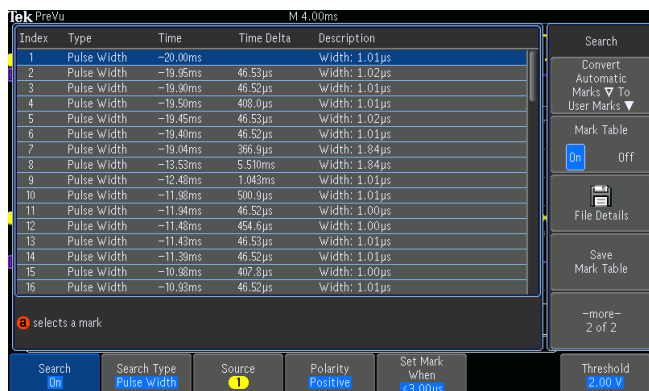 Tek PreVu M 4.00ms
Index Type Time Time Delta Description
1 Pulse Width −20.00ms Width: 1.01µs
2 Pulse Width −19.95ms 46.53µs Width: 1.02µs
3 Pulse Width −19.90ms 46.52µs Width: 1.01µs
4 Pulse Width −19.50ms 408.0µs Width: 1.01µs
5 Pulse Width −19.45ms 46.53µs Width: 1.02µs
6 Pulse Width −19.40ms 46.52µs Width: 1.01µs
7 Pulse Width −19.04ms 366.9µs Width: 1.84µs
8 Pulse Width −13.53ms 5.510ms Width: 1.84µs
9 Pulse Width −12.48ms 1.043ms Width: 1.01µs
10 Pulse Width −11.98ms 500.9µs Width: 1.01µs
11 Pulse Width −11.94ms 46.52µs Width: 1.00µs
12 Pulse Width −11.48ms 454.6µs Width: 1.00µs
13 Pulse Width −11.43ms 46.53µs Width: 1.01µs
14 Pulse Width −11.39ms 46.52µs Width: 1.01µs
15 Pulse Width −10.98ms 407.8µs Width: 1.00µs
16 Pulse Width −10.93ms 46.52µs Width: 1.01µs
a selects a mark
Search
Convert
Automatic
Marks ▽ To
User Marks ▼
Mark Table
On Off
File Details
Save
Mark Table
−more−
2 of 2
Search
On
Search Type
Pulse Width
Source
1
Polarity
Positive
Set Mark
When
<3.00µs
Threshold
2.00 V